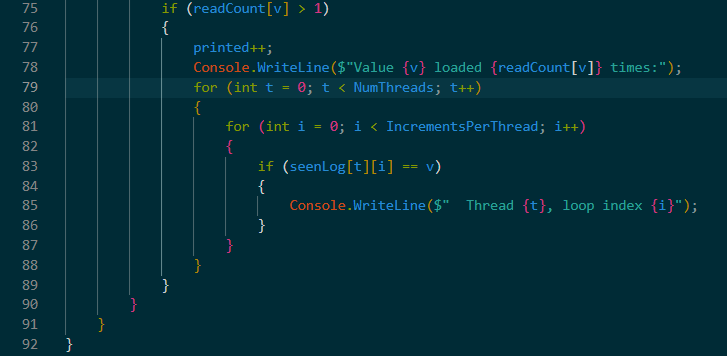 75            if (readCount[v] > 1)
76            {
77                printed++;
78                Console.WriteLine($"Value {v} loaded {readCount[v]} times:");
79                for (int t = 0; t < NumThreads; t++)
80                {
81                    for (int i = 0; i < IncrementsPerThread; i++)
82                    {
83                        if (seenLog[t][i] == v)
84                        {
85                            Console.WriteLine($"  Thread {t}, loop index {i}");
86                        }
87                    }
88                }
89            }
90        }
91    }
92 }